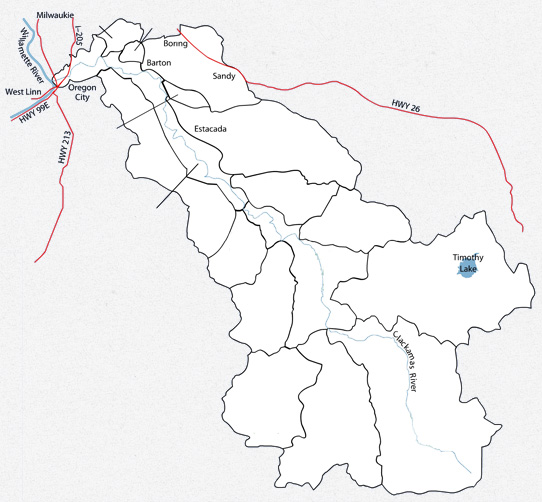 Milwaukie
I-205
Willamette River
Boring
Barton
Sandy
West Linn
Oregon
City
HWY 99E
HWY 26
HWY 213
Estacada
Timothy
Lake
Clackamas River